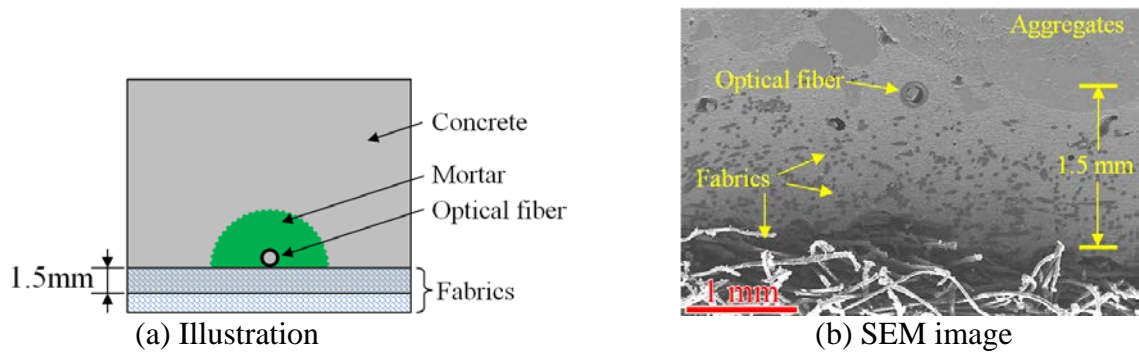 Concrete
Mortar
Optical fiber
1.5mm
Fabrics
(a) Illustration
Aggregates
Optical fiber
1.5 mm
Fabrics
1 mm
(b) SEM image